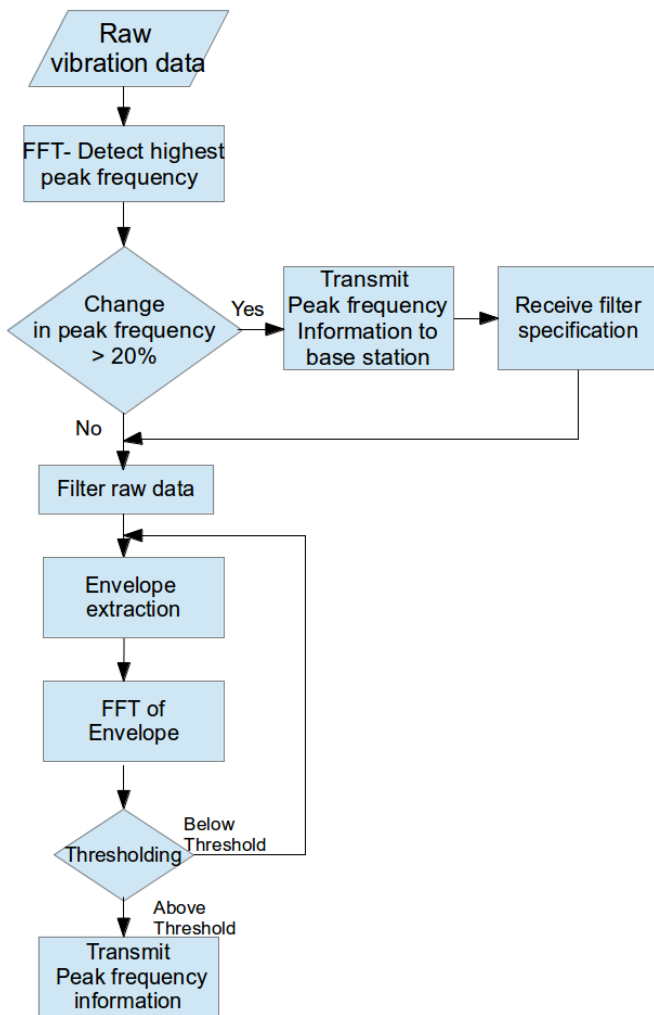 Raw
vibration data
FFT- Detect highest
peak frequency
Change
in peak frequency
> 20%
Yes
Transmit
Peak frequency
Information to
base station
Receive filter
specification
No
Filter raw data
Envelope
extraction
FFT of
Envelope
Thresholding
Below
Threshold
Above
Threshold
Transmit
Peak frequency
information